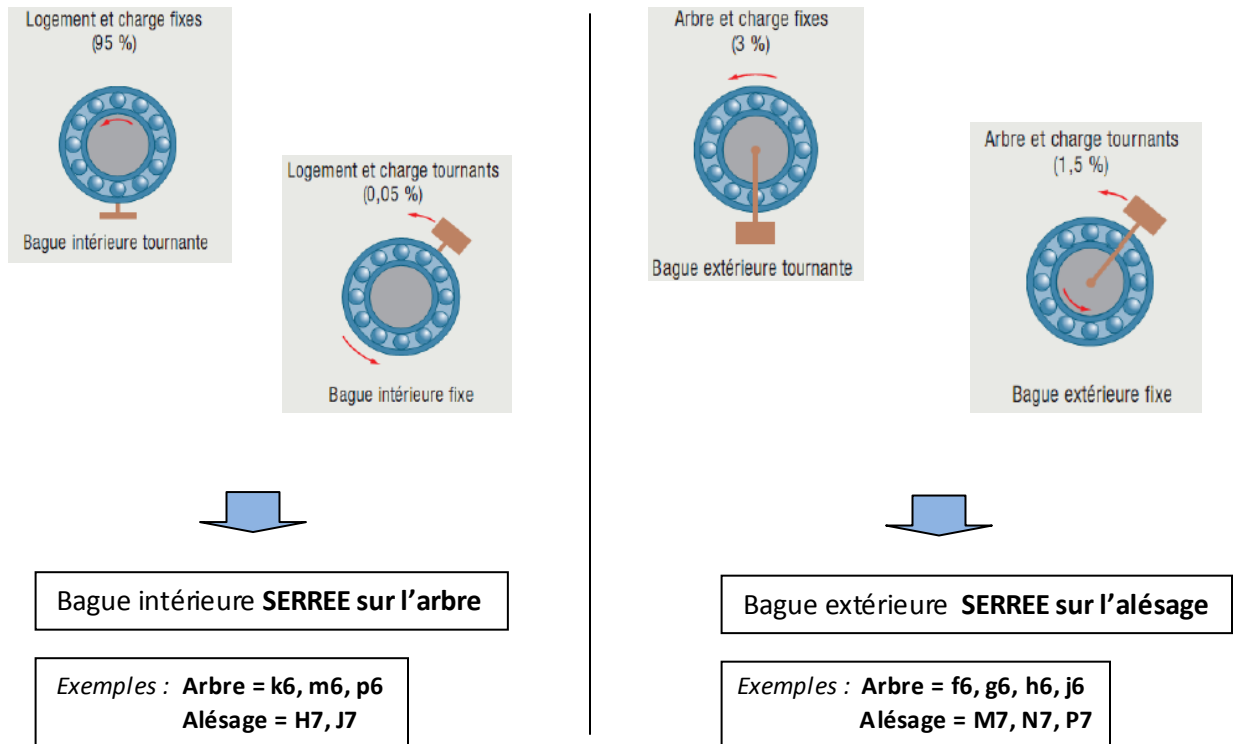 Logement et charge fixes
(95 %)
Bague intérieure tournante
Logement et charge tournants
(0,05 %)
Bague intérieure fixe
Bague intérieure SERREE sur l’arbre
Exemples : Arbre = k6, m6, p6
Alésage = H7, J7
Arbre et charge fixes
(3 %)
Bague extérieure tournante
Arbre et charge tournants
(1,5 %)
Bague extérieure fixe
Bague extérieure SERREE sur l’alésage
Exemples : Arbre = f6, g6, h6, j6
Alésage = M7, N7, P7